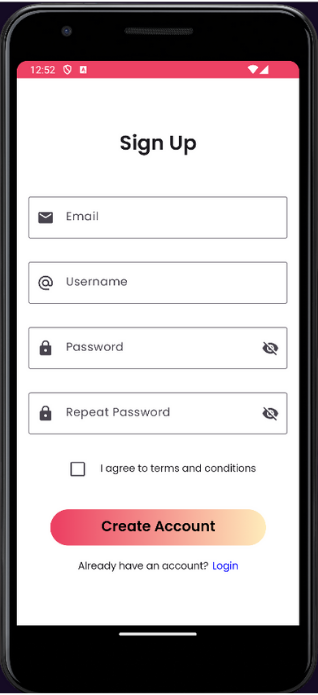 12:52
Sign Up
Email
Username
Password
Repeat Password
I agree to terms and conditions
Create Account
Already have an account? Login